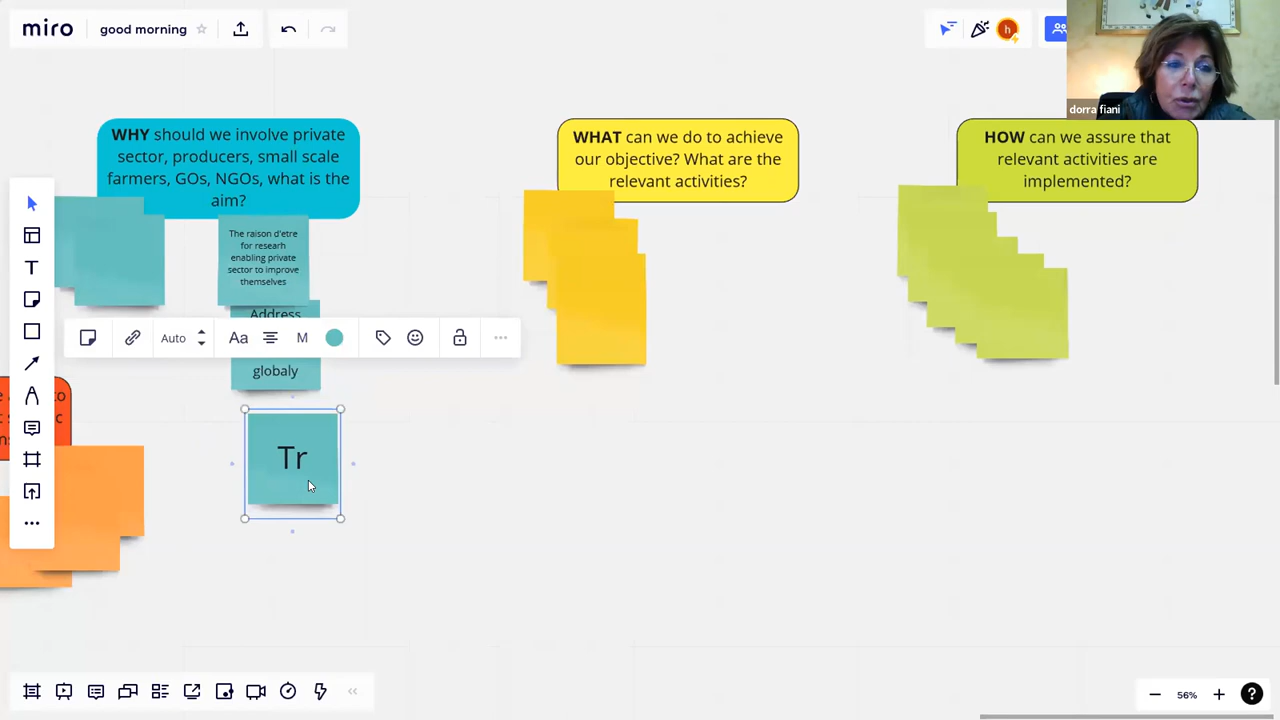 miro
good morning
h
dorra fiani
WHY should we involve private
sector, producers, small scale
farmers, GOs, NGOs, what is the
aim?
WHAT can we do to achieve
our objective? What are the
relevant activities?
HOW can we assure that
relevant activities are
implemented?
The raison d'etre
for researh
enabling private
sector to improve
themselves
Address
Auto
Aa
M
globaly
Tr
T
56%
?